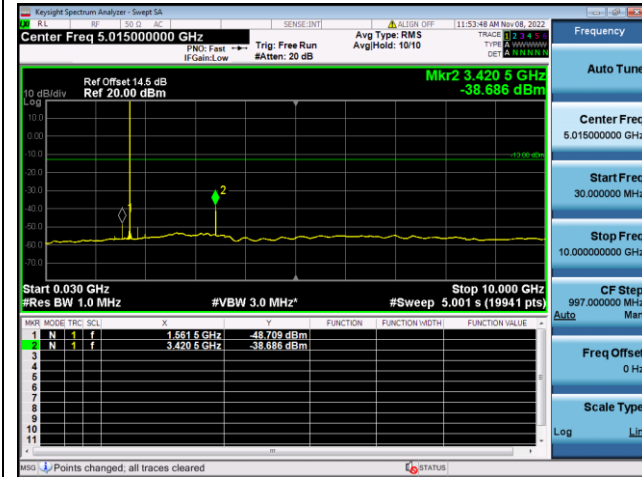 Keysight Spectrum Analyzer - Swept SA
RL RF 50 Ω AC SENSE:INT ALIGN OFF 11:53:48 AM Nov 08, 2022
Center Freq 5.015000000 GHz
PNO: Fast
IFGain:Low
Trig: Free Run
#Atten: 20 dB
Avg Type: RMS
Avg|Hold: 10/10
TRACE 1 2 3 4 5 6
TYPE A WWWWW
DET A NNNNN
Frequency
Auto Tune
Center Freq
5.015000000 GHz
Start Freq
30.000000 MHz
Stop Freq
10.000000000 GHz
CF Step
997.000000 MHz
Auto Man
Freq Offset
0 Hz
Scale Type
Log Lin
Mkr2 3.420 5 GHz
-38.686 dBm
Ref Offset 14.5 dB
10 dB/div Ref 20.00 dBm
Log
10.0
0.00
-10.0
-20.0
-30.0
-40.0
-50.0
-60.0
-70.0
-13.00 dBm
1
2
Start 0.030 GHz Stop 10.000 GHz
#Res BW 1.0 MHz #VBW 3.0 MHz* #Sweep 5.001 s (19941 pts)
MKR MODE TRC SCL X Y FUNCTION FUNCTION WIDTH FUNCTION VALUE
1 N 1 f 1.561 5 GHz -48.709 dBm
2 N 1 f 3.420 5 GHz -38.686 dBm
3
4
5
6
7
8
9
10
11
MSG Points changed; all traces cleared STATUS